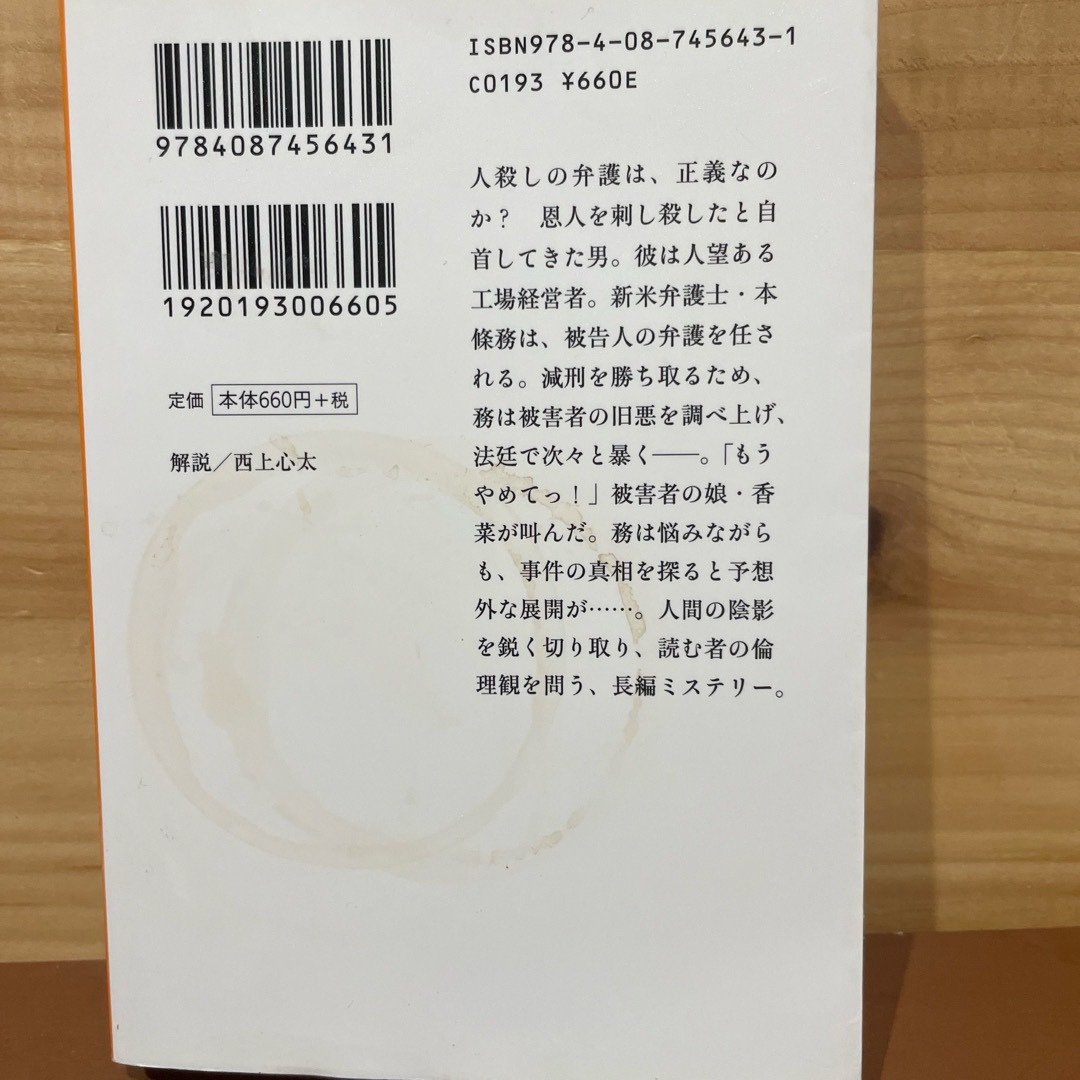 9784087456431
1920193006605
定価 本体660円+税
解説／西上心太
ISBN978-4-08-745643-1
C0193 ¥660E
人殺しの弁護は、正義なの
か？　恩人を刺し殺したと自
首してきた男。彼は人望ある
工場経営者。新米弁護士・本
條務は、被告人の弁護を任さ
れる。減刑を勝ち取るため、
務は被害者の旧悪を調べ上げ、
法廷で次々と暴く――。「もう
やめてっ！」被害者の娘・香
菜が叫んだ。務は悩みながら
も、事件の真相を探ると予想
外な展開が……。人間の陰影
を鋭く切り取り、読む者の倫
理観を問う、長編ミステリー。